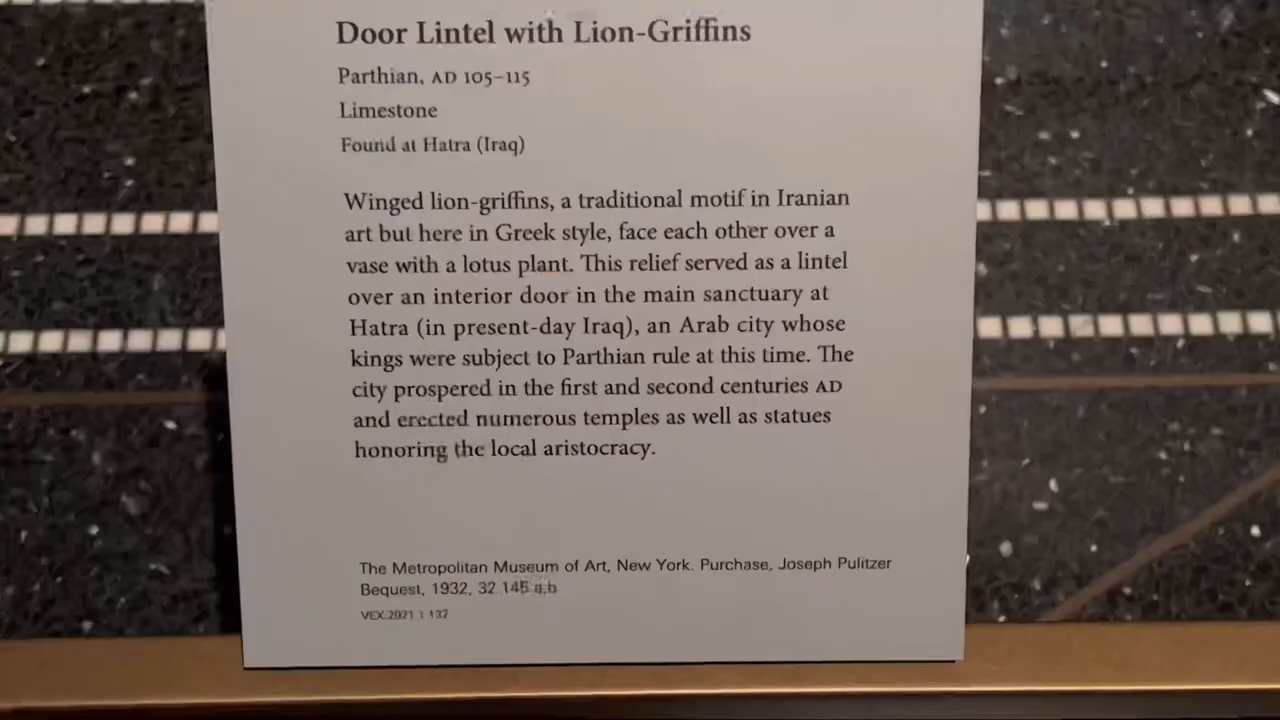 Door Lintel with Lion-Griffins
Parthian, AD 105–115
Limestone
Found at Hatra (Iraq)
Winged lion-griffins, a traditional motif in Iranian
art but here in Greek style, face each other over a
vase with a lotus plant. This relief served as a lintel
over an interior door in the main sanctuary at
Hatra (in present-day Iraq), an Arab city whose
kings were subject to Parthian rule at this time. The
city prospered in the first and second centuries AD
and erected numerous temples as well as statues
honoring the local aristocracy.
The Metropolitan Museum of Art, New York. Purchase, Joseph Pulitzer
Bequest, 1932, 32.145 a,b
VEX.2021.1.137